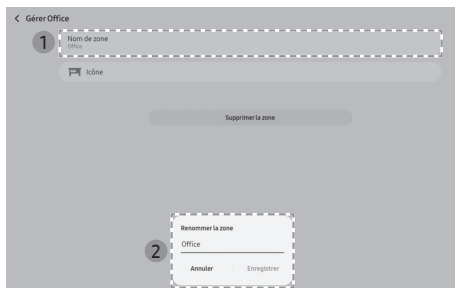 Gérer Office
1
Nom de zone
Office
Icône
Supprimer la zone
2
Renommer la zone
Office
Annuler
Enregistrer